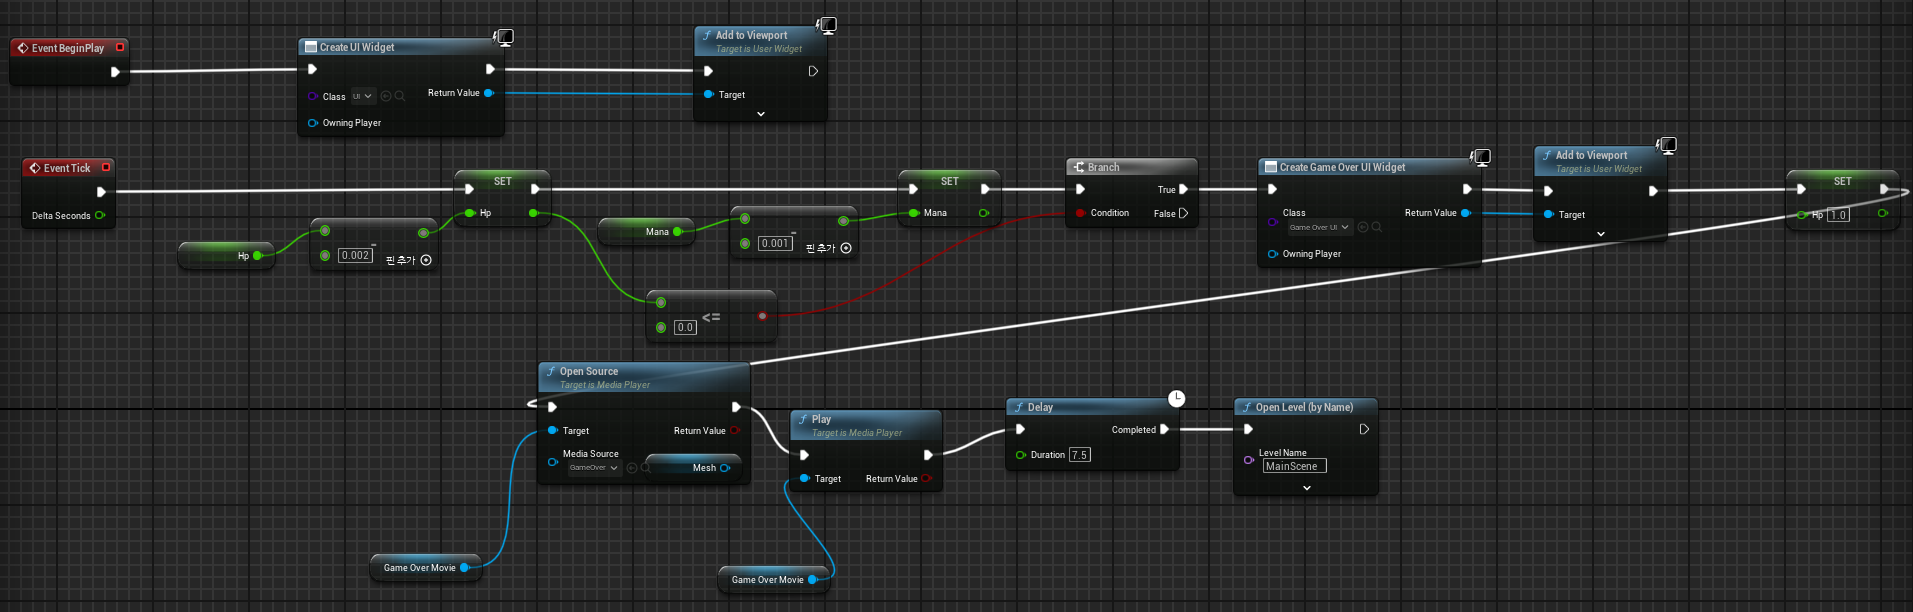 Event BeginPlay
Create UI Widget
Class
UI
Return Value
Owning Player
Add to Viewport
Target is User Widget
Target
Event Tick
Delta Seconds
Hp
0.002
-
핀 추가
SET
Hp
Mana
0.001
-
핀 추가
SET
Mana
0.0
<=
Branch
True
Condition
False
Create Game Over UI Widget
Class
Game Over UI
Return Value
Owning Player
Add to Viewport
Target is User Widget
Target
SET
Hp
1.0
Open Source
Target is Media Player
Target
Return Value
Media Source
GameOver
Mesh
Game Over Movie
Play
Target is Media Player
Target
Return Value
Game Over Movie
Delay
Completed
Duration
7.5
Open Level (by Name)
Level Name
MainScene